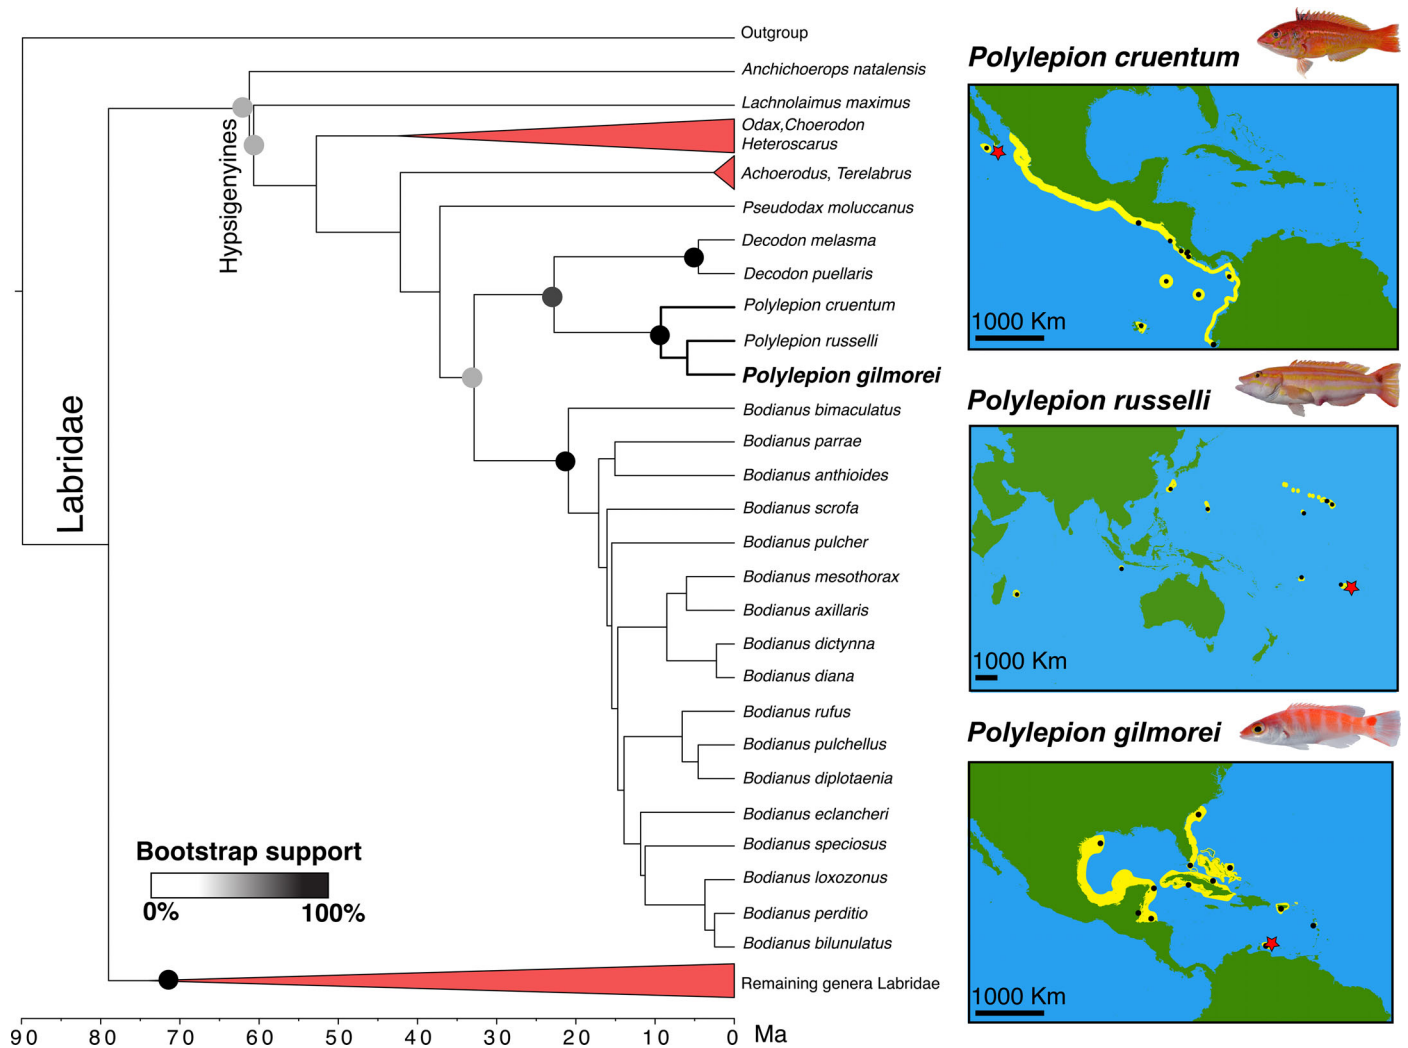 Outgroup
Anchichoerops natalensis
Lachnolaimus maximus
Odax,Choerodon
Heteroscarus
Achoerodus, Terelabrus
Pseudodax moluccanus
Decodon melasma
Decodon puellaris
Polylepion cruentum
Polylepion russelli
Polylepion gilmorei
Bodianus bimaculatus
Bodianus parrae
Bodianus anthioides
Bodianus scrofa
Bodianus pulcher
Bodianus mesothorax
Bodianus axillaris
Bodianus dictynna
Bodianus diana
Bodianus rufus
Bodianus pulchellus
Bodianus diplotaenia
Bodianus eclancheri
Bodianus speciosus
Bodianus loxozonus
Bodianus perditio
Bodianus bilunulatus
Remaining genera Labridae
Hypsigenyines
Labridae
Bootstrap support
0% 100%
90 80 70 60 50 40 30 20 10 0 Ma
Polylepion cruentum
1000 Km
Polylepion russelli
1000 Km
Polylepion gilmorei
1000 Km